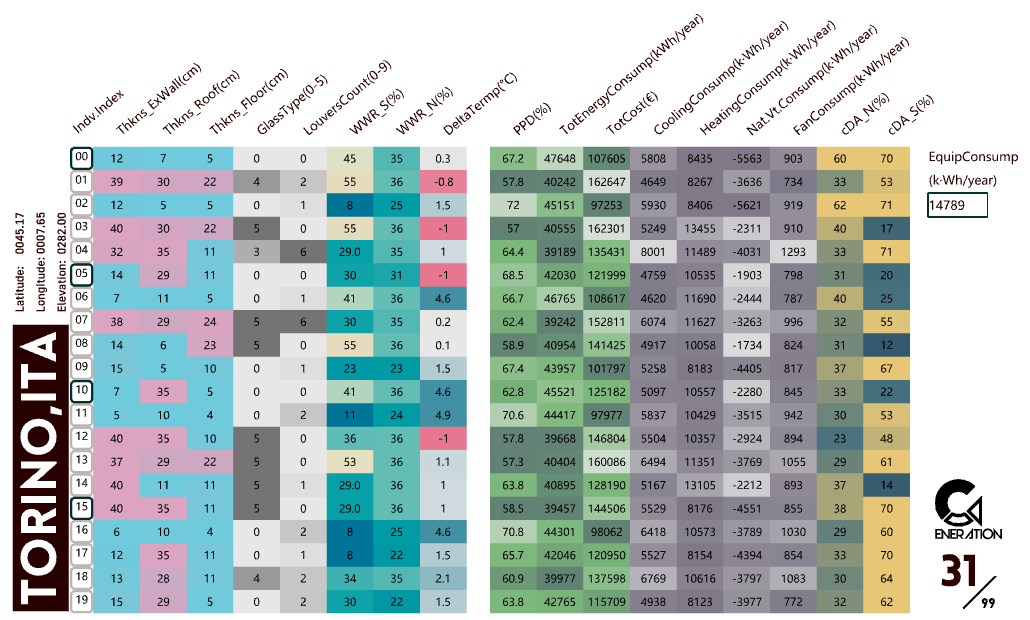 Indv.Index Thkns_ExWall(cm) Thkns_Roof(cm) Thkns_Floor(cm) GlassType(0-5) LouversCount(0-9) WWR_S(%) WWR_N(%) DeltaTermp(°C) PPD(%) TotEnergyConsump(kWh/year) TotCost(€) CoolingConsump(k·Wh/year) HeatingConsump(k·Wh/year) Nat.Vt.Consump(k·Wh/year) FanConsump(k·Wh/year) cDA_N(%) cDA_S(%)
00 12 7 5 0 0 45 35 0.3 67.2 47648 107605 5808 8435 -5563 903 60 70
01 39 30 22 4 2 55 36 -0.8 57.8 40242 162647 4649 8267 -3636 734 33 53
02 12 5 5 0 1 8 25 1.5 72 45151 97253 5930 8406 -5621 919 62 71
03 40 30 22 5 0 55 36 -1 57 40555 162301 5249 13455 -2311 910 40 17
04 32 35 11 3 6 29.0 36 1 64.4 39189 135431 8001 11489 -4031 1293 33 71
05 14 29 11 0 0 30 31 -1 68.5 42030 121999 4759 10535 -1903 798 31 20
06 7 11 5 0 1 41 36 4.6 66.7 46765 108617 4620 11690 -2444 787 40 25
07 38 29 24 5 6 30 35 0.2 62.4 39242 152811 6074 11627 -3263 996 32 55
08 14 6 23 5 0 55 36 0.1 58.9 40954 141425 4917 10058 -1734 824 31 12
09 15 5 10 0 1 23 23 1.5 67.4 43957 101797 5258 8183 -4405 817 37 67
10 7 35 5 0 0 41 36 4.6 62.8 45521 125182 5097 10557 -2280 845 33 22
11 5 10 4 0 2 11 24 4.9 70.6 44417 97977 5837 10429 -3515 942 30 53
12 40 35 10 5 0 36 36 -1 57.8 39668 146804 5504 10357 -2924 894 23 48
13 37 29 22 5 0 53 36 1.1 57.3 40404 160086 6494 11351 -3769 1055 29 61
14 40 11 11 5 0 29.0 36 1 63.8 40895 128190 5167 13105 -2212 893 37 14
15 40 35 11 5 0 29.0 36 1 58.5 39457 144506 5529 8176 -4551 855 38 70
16 6 10 4 0 2 8 25 4.6 70.8 44301 98062 6418 10573 -3789 1030 29 60
17 12 35 11 0 1 8 22 1.5 65.7 42046 120950 5527 8154 -4394 854 33 70
18 13 28 11 4 2 34 35 2.1 60.9 39977 137598 6769 10616 -3797 1083 30 64
19 15 29 5 0 2 30 22 1.5 63.8 42765 115709 4938 8123 -3977 772 32 62
EquipConsump
(k·Wh/year)
14789
Latitude: 0045.17
Longitude: 0007.65
Elevation: 0282.00
TORINO,ITA
ENERATION
31/99